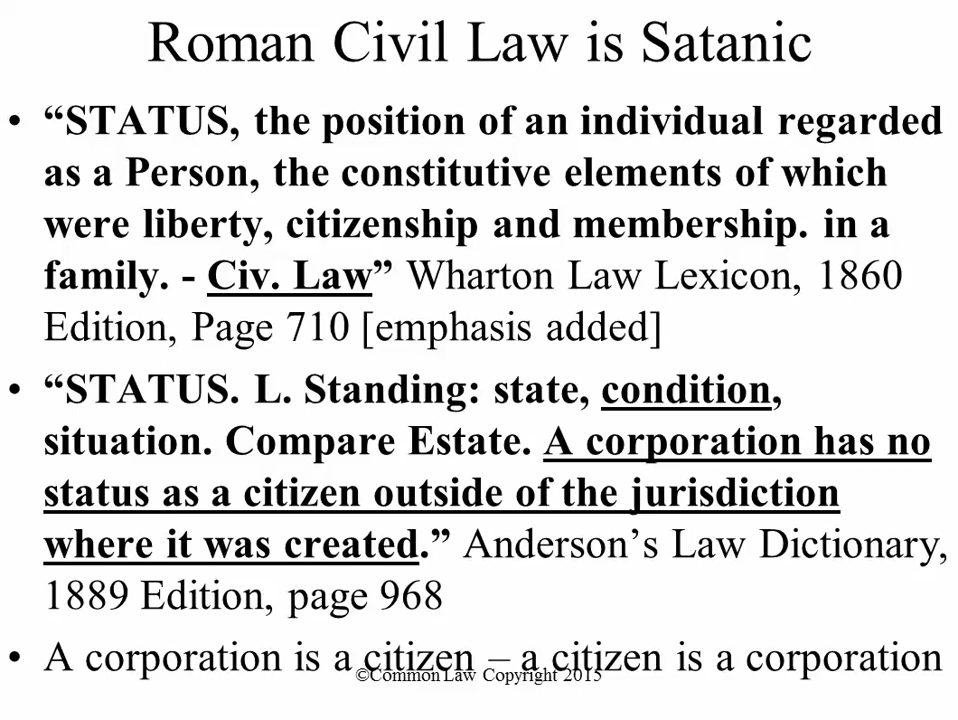 Roman Civil Law is Satanic
• “STATUS, the position of an individual regarded
as a Person, the constitutive elements of which
were liberty, citizenship and membership. in a
family. - Civ. Law” Wharton Law Lexicon, 1860
Edition, Page 710 [emphasis added]
• “STATUS. L. Standing: state, condition,
situation. Compare Estate. A corporation has no
status as a citizen outside of the jurisdiction
where it was created.” Anderson’s Law Dictionary,
1889 Edition, page 968
• A corporation is a citizen – a citizen is a corporation
©Common Law Copyright 2015